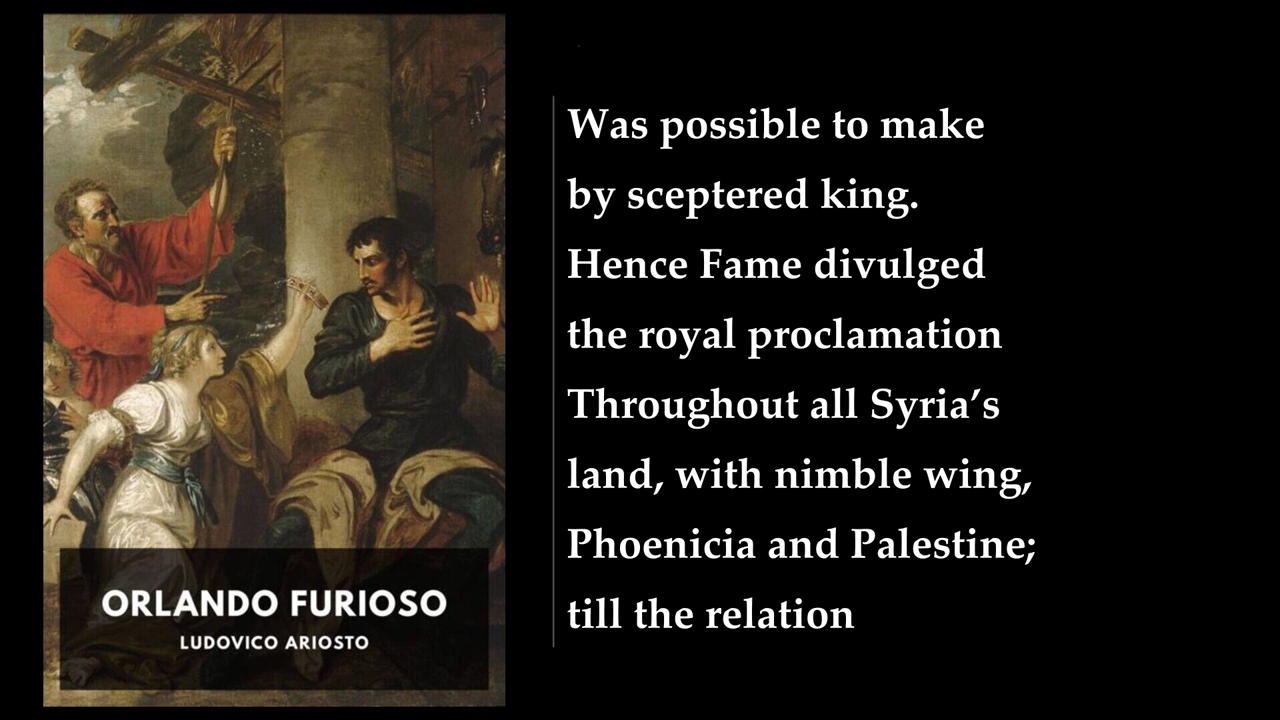 ORLANDO FURIOSO
LUDOVICO ARIOSTO
Was possible to make
by sceptered king.
Hence Fame divulged
the royal proclamation
Throughout all Syria’s
land, with nimble wing,
Phoenicia and Palestine;
till the relation